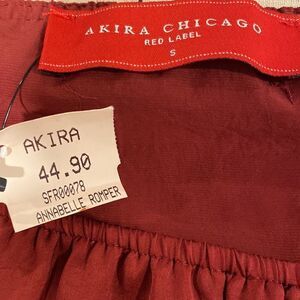 AKIRA CHICAGO
RED LABEL
S
AKIRA
44.90
SFR00078
ANNABELLE ROMPER